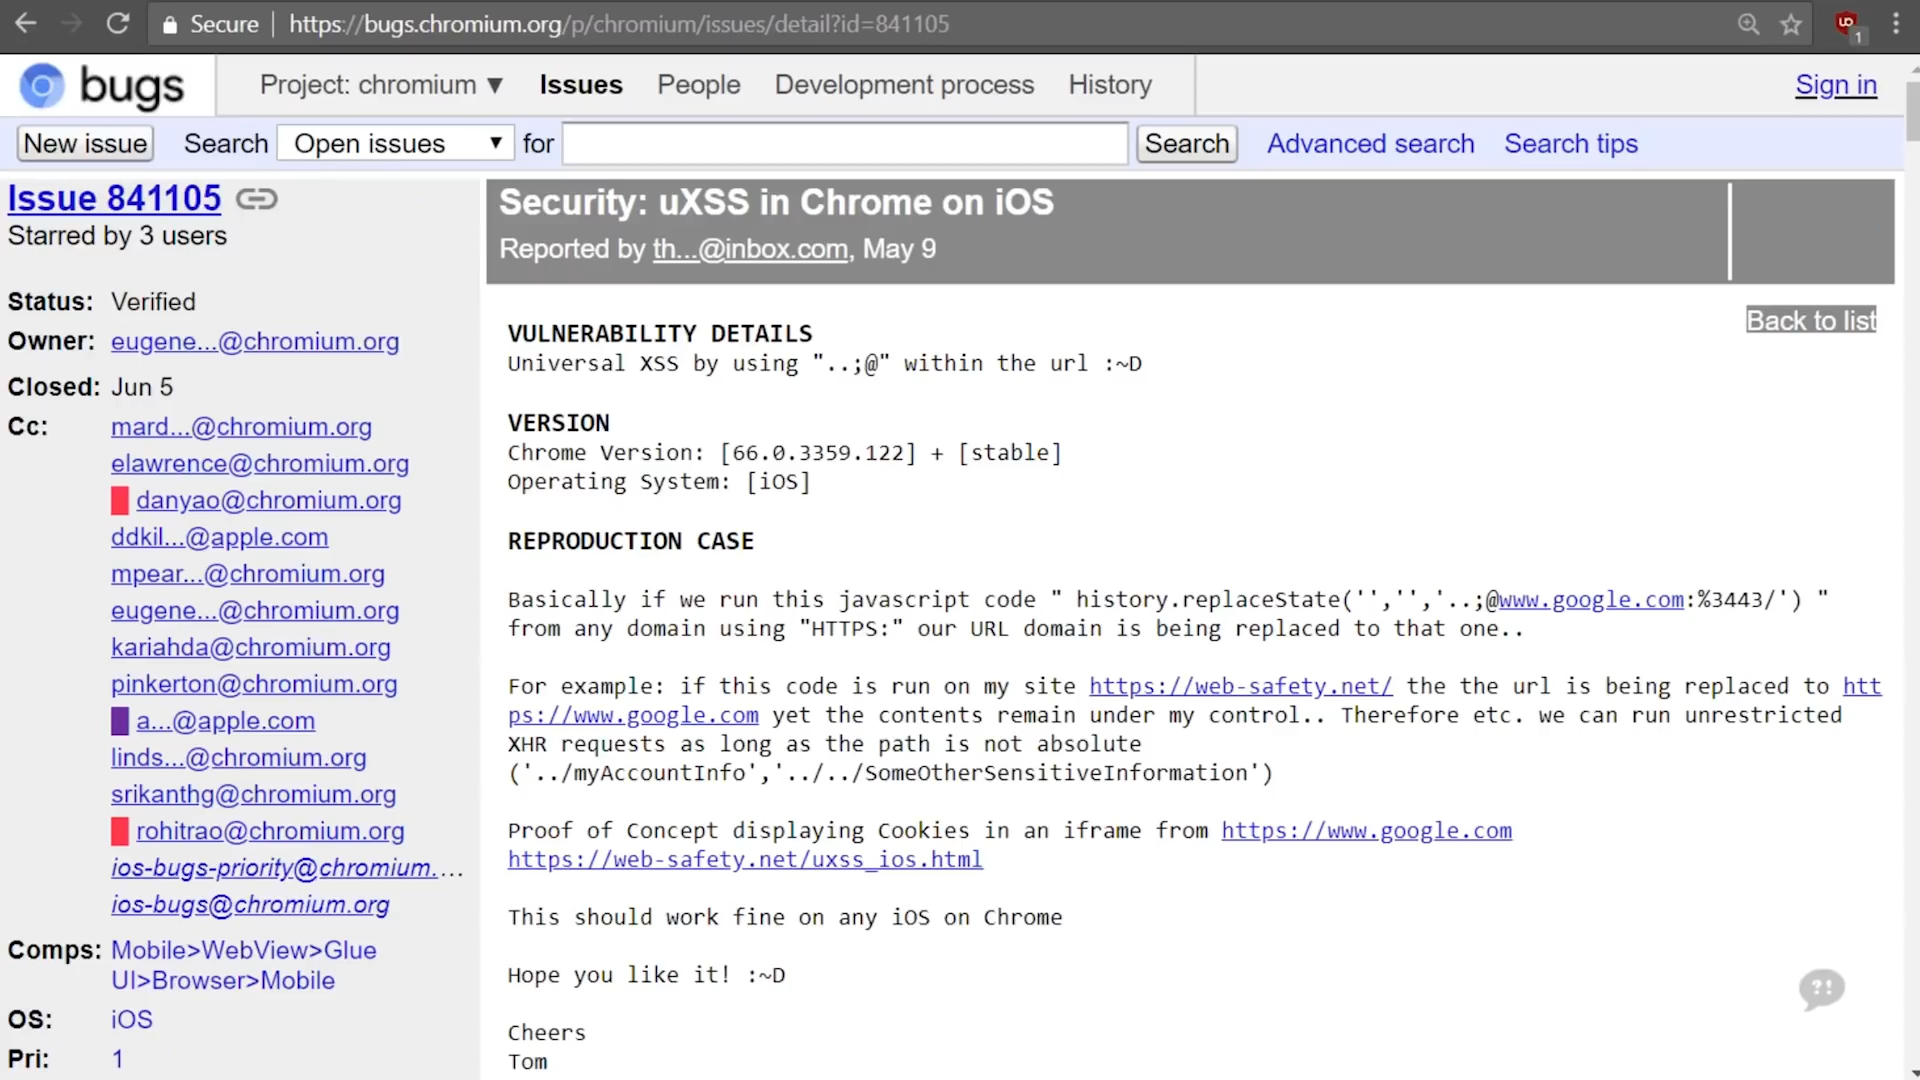 Secure https://bugs.chromium.org/p/chromium/issues/detail?id=841105
UD
1
bugs
Project: chromium ▼ Issues People Development process History
Sign in
New issue Search Open issues ▼ for Search Advanced search Search tips
Issue 841105
Starred by 3 users
Status: Verified
Owner: eugene...@chromium.org
Closed: Jun 5
Cc: mard...@chromium.org
elawrence@chromium.org
danyao@chromium.org
ddkil...@apple.com
mpear...@chromium.org
eugene...@chromium.org
kariahda@chromium.org
pinkerton@chromium.org
a...@apple.com
linds...@chromium.org
srikanthg@chromium.org
rohitrao@chromium.org
ios-bugs-priority@chromium....
ios-bugs@chromium.org
Comps: Mobile>WebView>Glue
UI>Browser>Mobile
OS: iOS
Pri: 1
Security: uXSS in Chrome on iOS
Reported by th...@inbox.com, May 9
Back to list
VULNERABILITY DETAILS
Universal XSS by using "..;@" within the url :~D
VERSION
Chrome Version: [66.0.3359.122] + [stable]
Operating System: [iOS]
REPRODUCTION CASE
Basically if we run this javascript code " history.replaceState('','','..;@www.google.com:%3443/') "
from any domain using "HTTPS:" our URL domain is being replaced to that one..
For example: if this code is run on my site https://web-safety.net/ the the url is being replaced to htt
ps://www.google.com yet the contents remain under my control.. Therefore etc. we can run unrestricted
XHR requests as long as the path is not absolute
('../myAccountInfo','../../SomeOtherSensitiveInformation')
Proof of Concept displaying Cookies in an iframe from https://www.google.com
https://web-safety.net/uxss_ios.html
This should work fine on any iOS on Chrome
Hope you like it! :~D
Cheers
Tom
?!